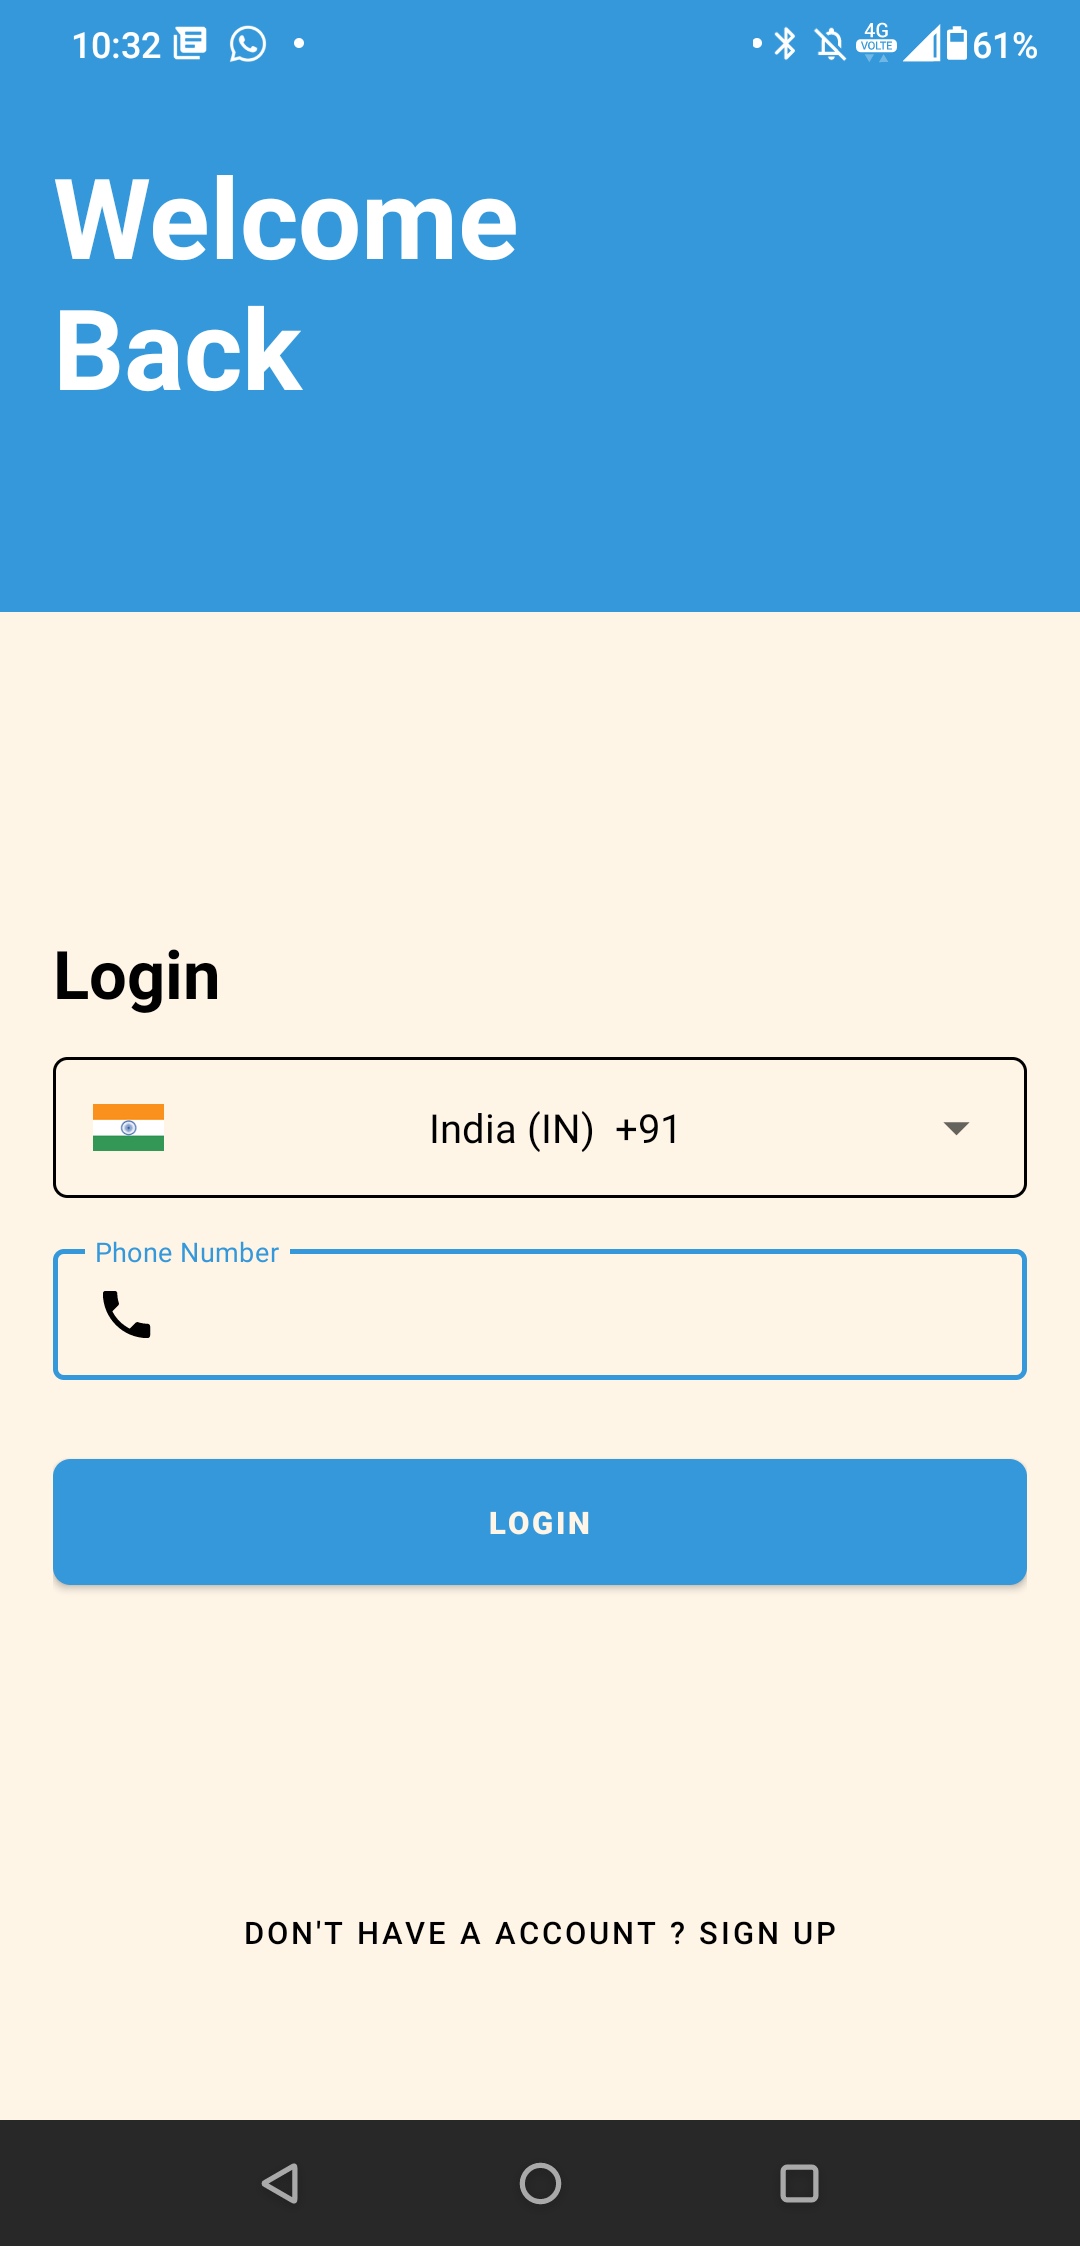 10:32 4G VOLTE 61%
Welcome
Back
Login
India (IN) +91
Phone Number
LOGIN
DON'T HAVE A ACCOUNT ? SIGN UP